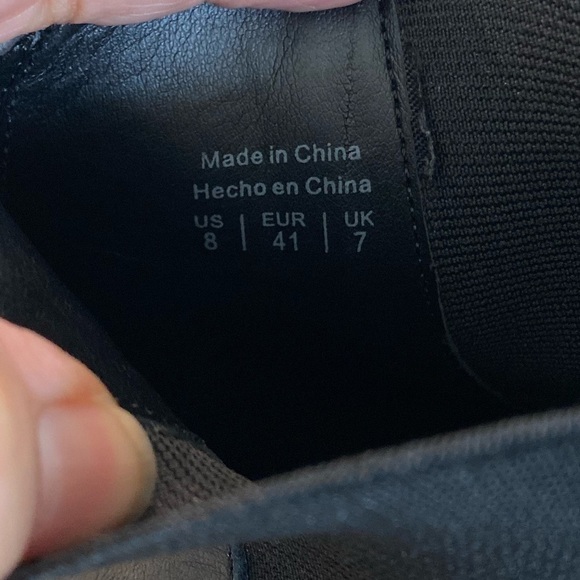 Made in China
Hecho en China
US | EUR | UK
8 | 41 | 7